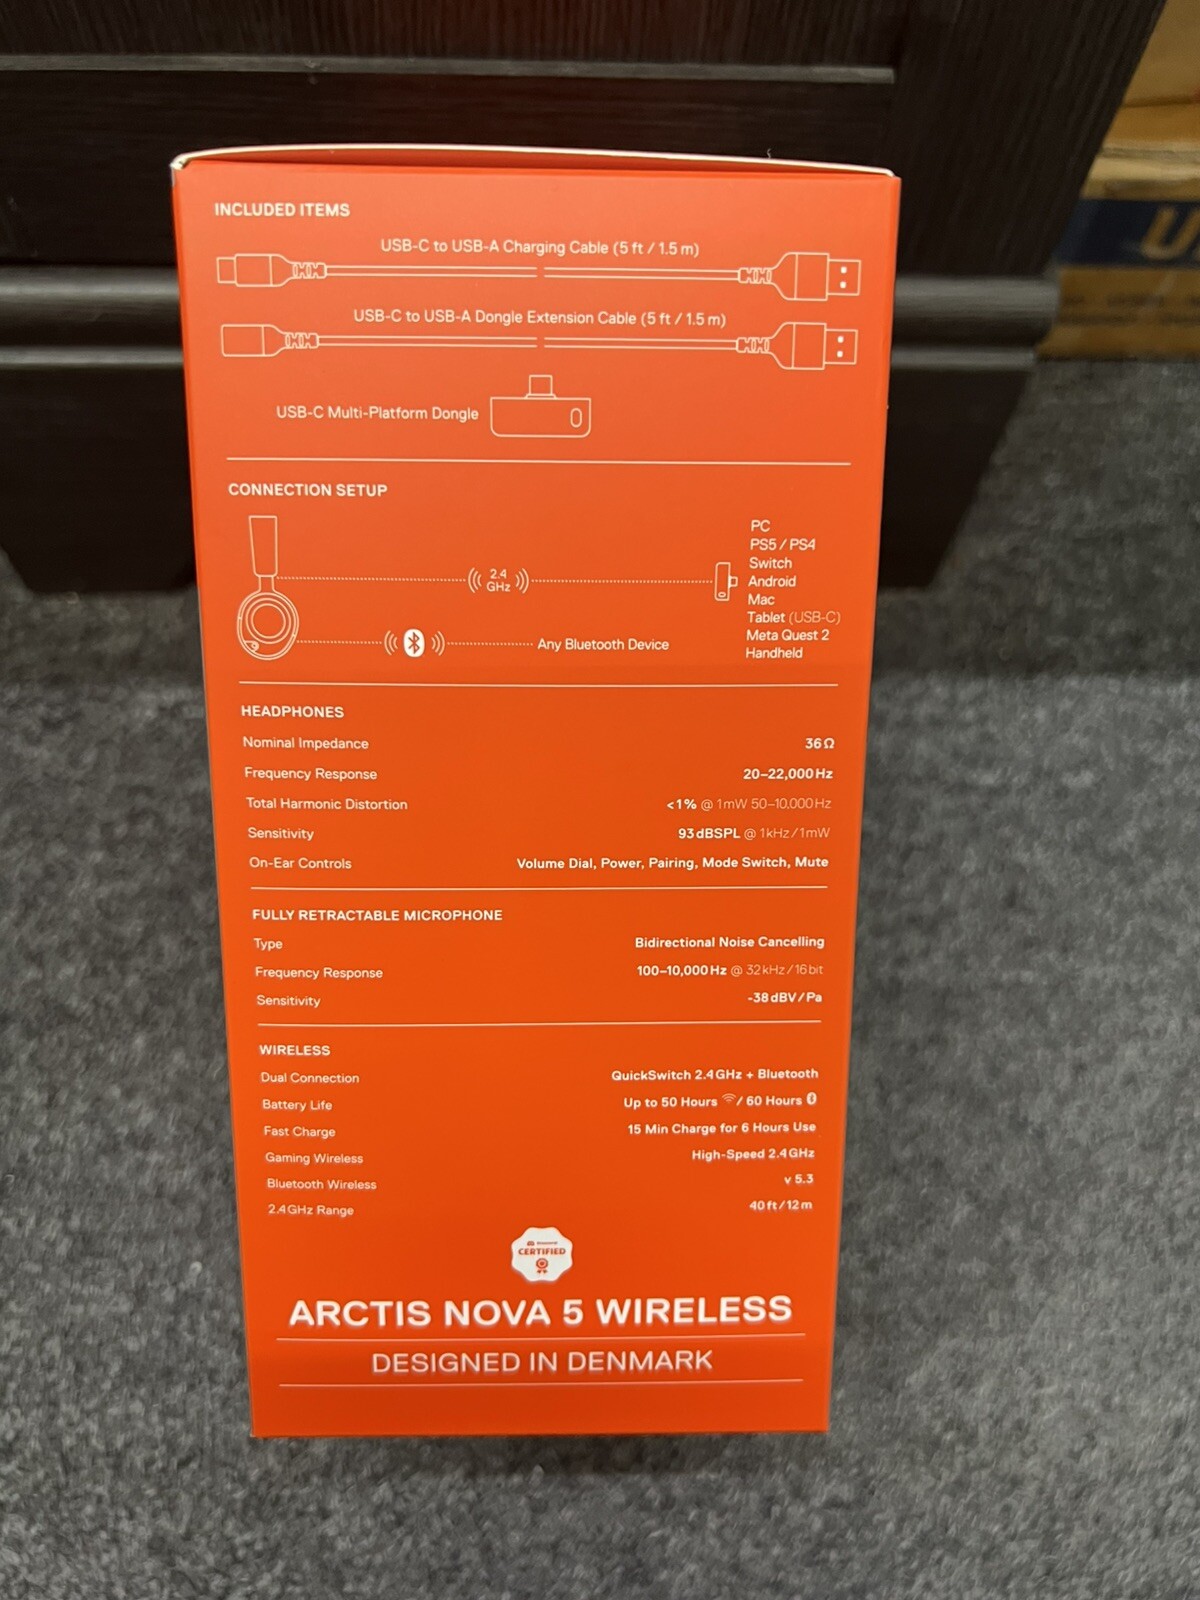 INCLUDED ITEMS
USB-C to USB-A Charging Cable (5 ft / 1.5 m)
USB-C to USB-A Dongle Extension Cable (5 ft / 1.5 m)
USB-C Multi-Platform Dongle
CONNECTION SETUP
2.4
GHz
PC
PS5 / PS4
Switch
Android
Mac
Tablet (USB-C)
Meta Quest 2
Handheld
Any Bluetooth Device
HEADPHONES
Nominal Impedance 36 Ω
Frequency Response 20–22,000 Hz
Total Harmonic Distortion <1% @ 1mW 50–10,000 Hz
Sensitivity 93 dBSPL @ 1kHz/1mW
On-Ear Controls Volume Dial, Power, Pairing, Mode Switch, Mute
FULLY RETRACTABLE MICROPHONE
Type Bidirectional Noise Cancelling
Frequency Response 100–10,000 Hz @ 32 kHz / 16 bit
Sensitivity -38 dBV/Pa
WIRELESS
Dual Connection QuickSwitch 2.4 GHz + Bluetooth
Battery Life Up to 50 Hours / 60 Hours
Fast Charge 15 Min Charge for 6 Hours Use
Gaming Wireless High-Speed 2.4 GHz
Bluetooth Wireless v 5.3
2.4 GHz Range 40 ft / 12 m
CERTIFIED
ARCTIS NOVA 5 WIRELESS
DESIGNED IN DENMARK